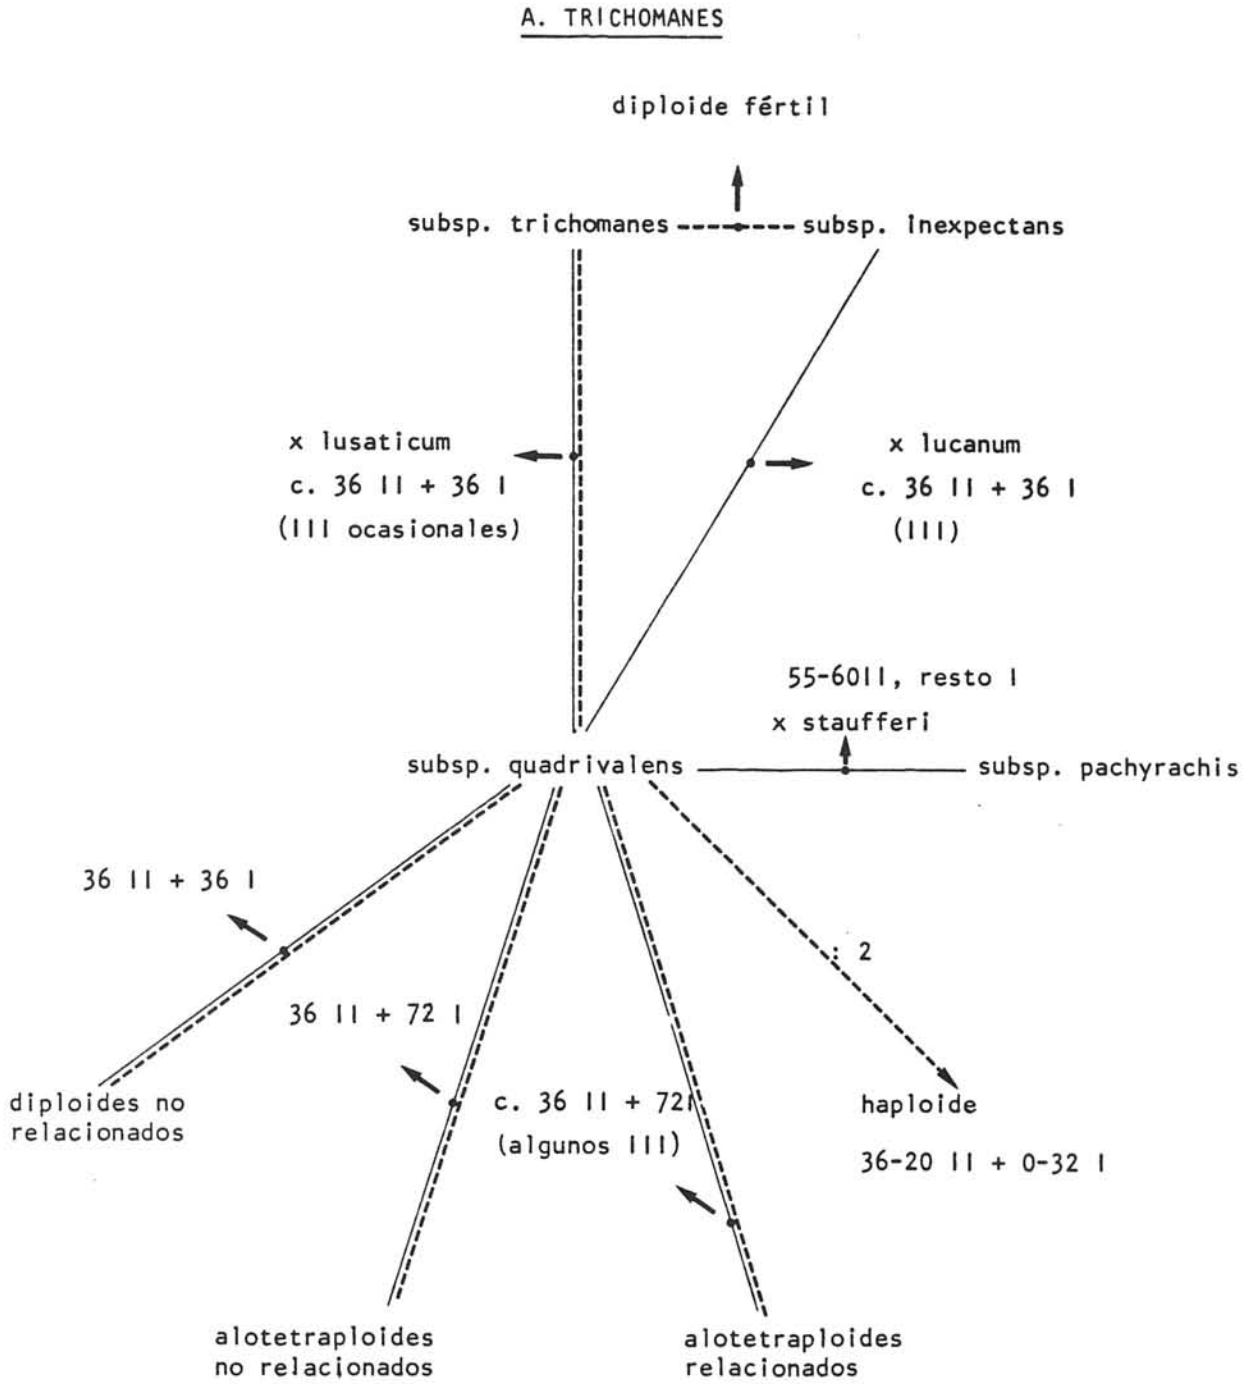 A. TRICHOMANES
diploide fértil
subsp. trichomanes
subsp. inexpectans
x lusaticum
c. 36 II + 36 I
(III ocasionales)
x lucanum
c. 36 II + 36 I
(III)
55-60II, resto I
x staufferi
subsp. quadrivalens
subsp. pachyrachis
36 II + 36 I
: 2
36 II + 72 I
diploides no
relacionados
c. 36 II + 72I
(algunos III)
haploide
36-20 II + 0-32 I
alotetraploides
no relacionados
alotetraploides
relacionados